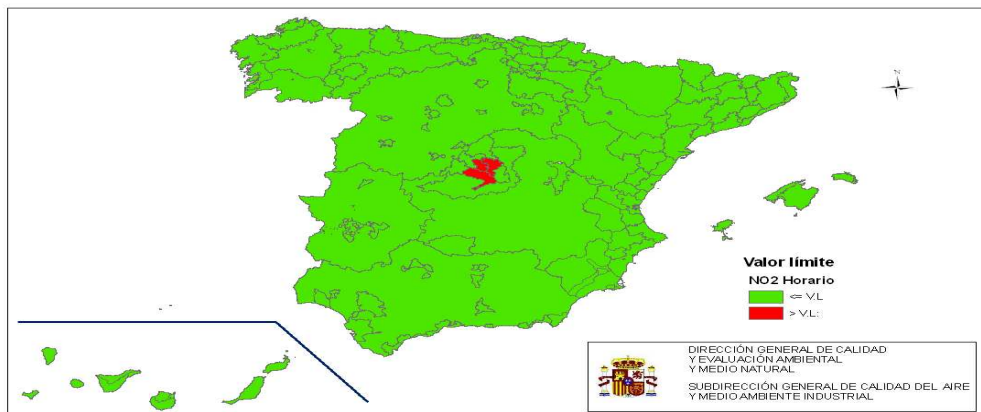 N
Valor límite
NO2 Horario
<= V.L
> V.L:
DIRECCIÓN GENERAL DE CALIDAD
Y EVALUACIÓN AMBIENTAL
Y MEDIO NATURAL
SUBDIRECCIÓN GENERAL DE CALIDAD DEL AIRE
Y MEDIO AMBIENTE INDUSTRIAL